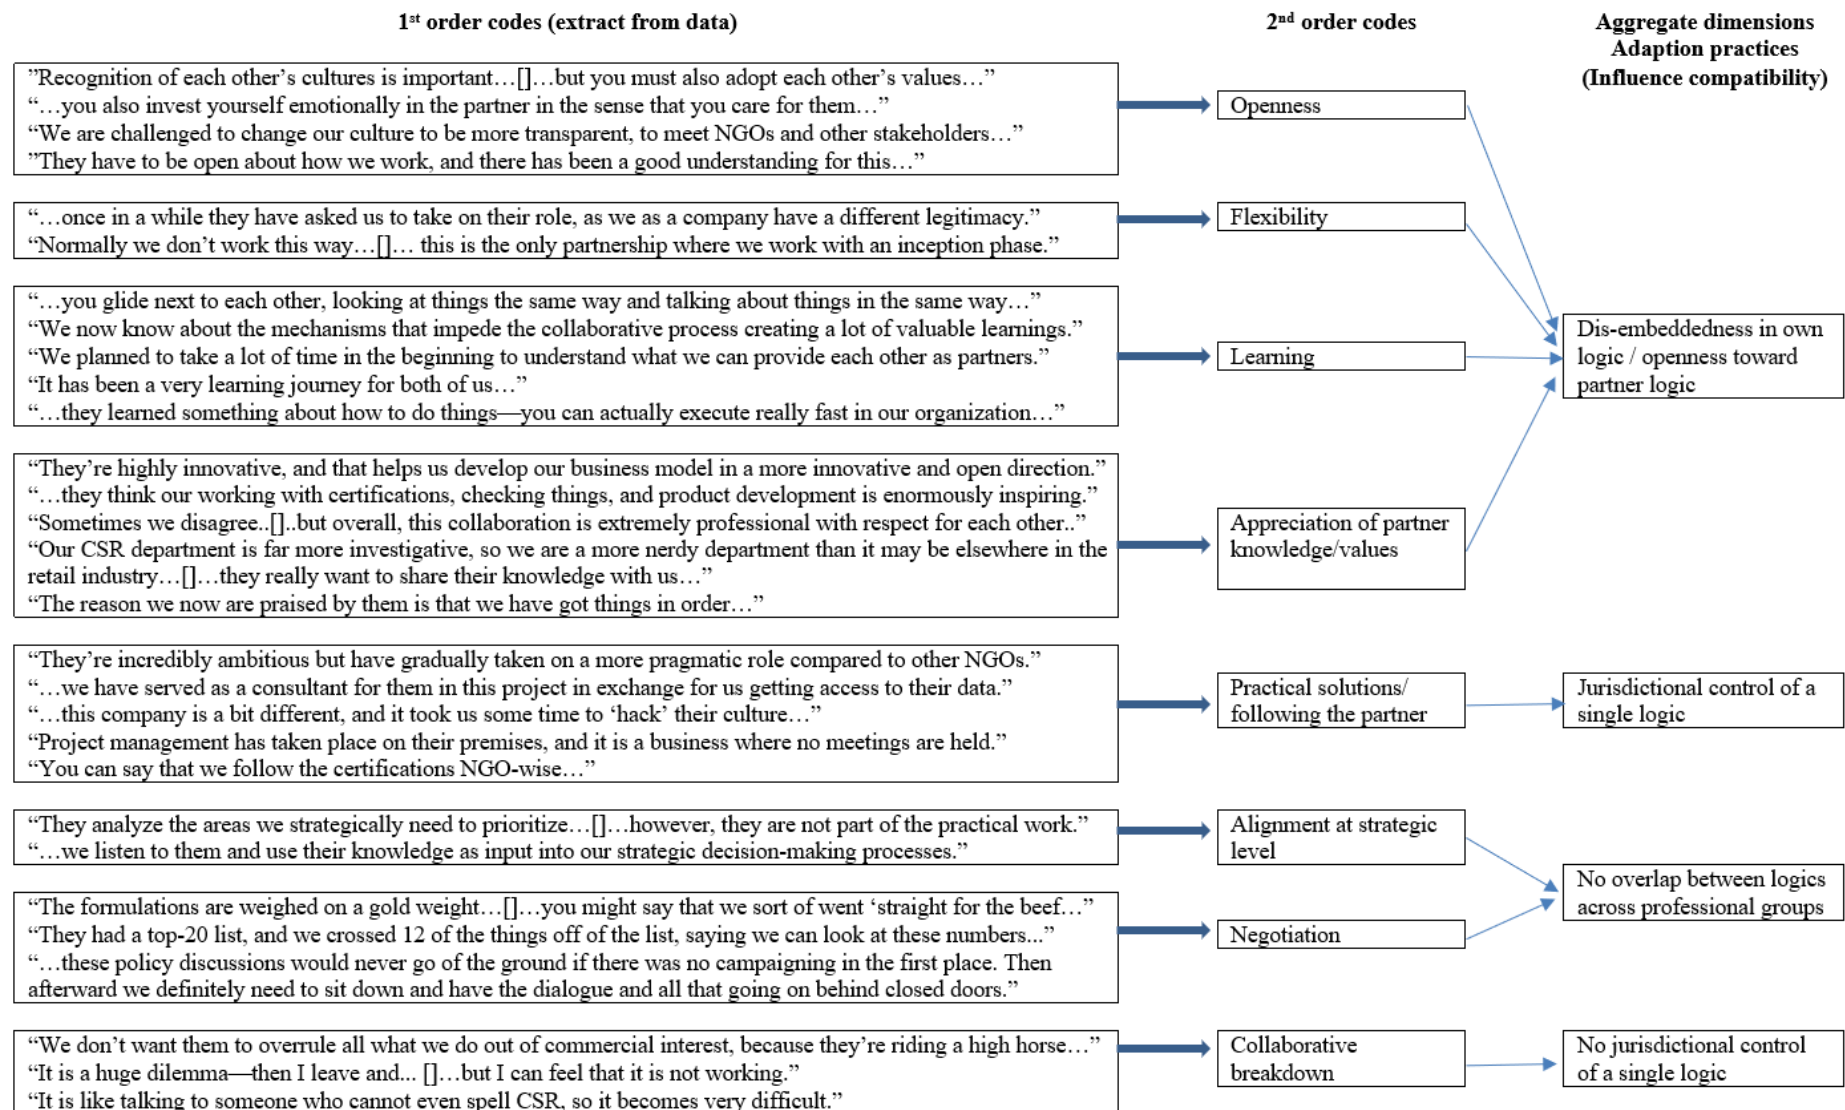 1st order codes (extract from data)
2nd order codes
Aggregate dimensions
Adaption practices
(Influence compatibility)
”Recognition of each other’s cultures is important…[]…but you must also adopt each other’s values…”
“…you also invest yourself emotionally in the partner in the sense that you care for them…”
“We are challenged to change our culture to be more transparent, to meet NGOs and other stakeholders…”
”They have to be open about how we work, and there has been a good understanding for this…”
Openness
“…once in a while they have asked us to take on their role, as we as a company have a different legitimacy.”
“Normally we don’t work this way…[]… this is the only partnership where we work with an inception phase.”
Flexibility
“…you glide next to each other, looking at things the same way and talking about things in the same way…”
“We now know about the mechanisms that impede the collaborative process creating a lot of valuable learnings.”
“We planned to take a lot of time in the beginning to understand what we can provide each other as partners.”
“It has been a very learning journey for both of us…”
“…they learned something about how to do things—you can actually execute really fast in our organization…”
Learning
Dis-embeddedness in own
logic / openness toward
partner logic
“They’re highly innovative, and that helps us develop our business model in a more innovative and open direction.”
“…they think our working with certifications, checking things, and product development is enormously inspiring.”
“Sometimes we disagree..[]..but overall, this collaboration is extremely professional with respect for each other..”
“Our CSR department is far more investigative, so we are a more nerdy department than it may be elsewhere in the
retail industry…[]…they really want to share their knowledge with us…”
“The reason we now are praised by them is that we have got things in order…”
Appreciation of partner
knowledge/values
“They’re incredibly ambitious but have gradually taken on a more pragmatic role compared to other NGOs.”
“…we have served as a consultant for them in this project in exchange for us getting access to their data.”
“…this company is a bit different, and it took us some time to ‘hack’ their culture…”
“Project management has taken place on their premises, and it is a business where no meetings are held.”
“You can say that we follow the certifications NGO-wise…”
Practical solutions/
following the partner
Jurisdictional control of a
single logic
“They analyze the areas we strategically need to prioritize…[]…however, they are not part of the practical work.”
“…we listen to them and use their knowledge as input into our strategic decision-making processes.”
Alignment at strategic
level
“The formulations are weighed on a gold weight…[]…you might say that we sort of went ‘straight for the beef…”
“They had a top-20 list, and we crossed 12 of the things off of the list, saying we can look at these numbers...”
“…these policy discussions would never go of the ground if there was no campaigning in the first place. Then
afterward we definitely need to sit down and have the dialogue and all that going on behind closed doors.”
Negotiation
No overlap between logics
across professional groups
“We don’t want them to overrule all what we do out of commercial interest, because they’re riding a high horse…”
“It is a huge dilemma—then I leave and... []…but I can feel that it is not working.”
“It is like talking to someone who cannot even spell CSR, so it becomes very difficult.”
Collaborative
breakdown
No jurisdictional control
of a single logic